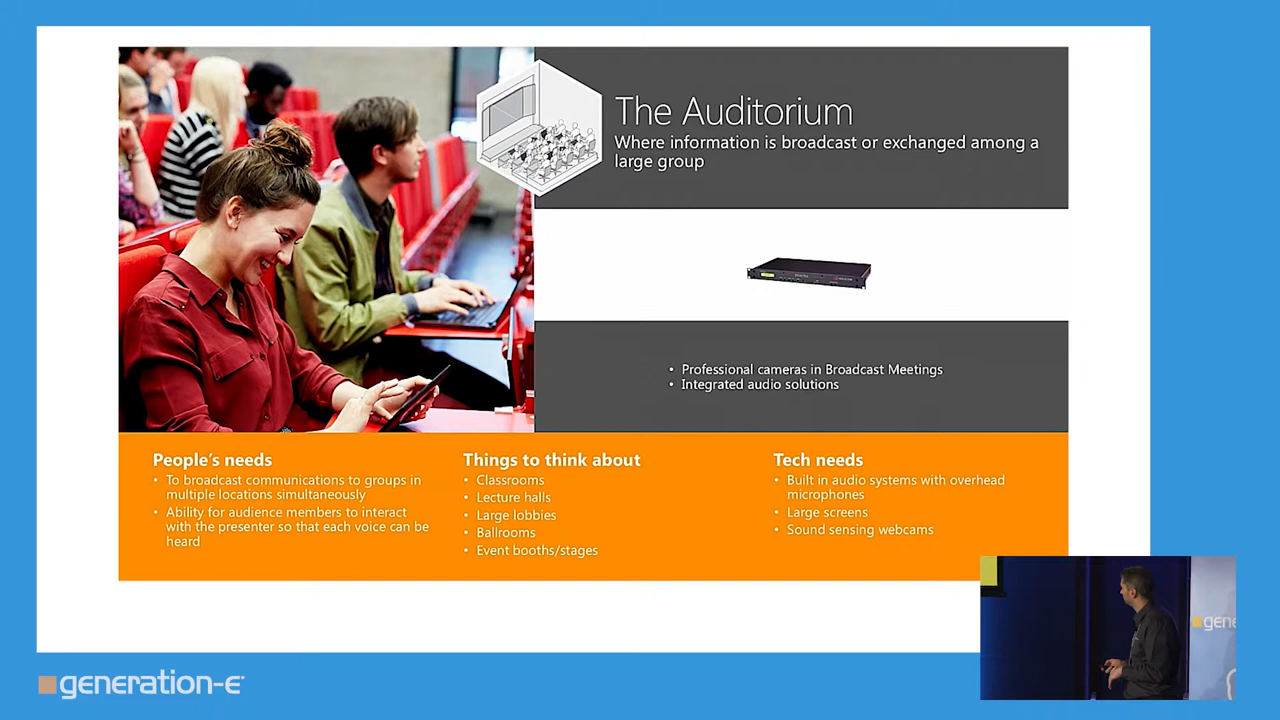 The Auditorium
Where information is broadcast or exchanged among a
large group
• Professional cameras in Broadcast Meetings
• Integrated audio solutions
People's needs
• To broadcast communications to groups in
multiple locations simultaneously
• Ability for audience members to interact
with the presenter so that each voice can be
heard
Things to think about
• Classrooms
• Lecture halls
• Large lobbies
• Ballrooms
• Event booths/stages
Tech needs
• Built in audio systems with overhead
microphones
• Large screens
• Sound sensing webcams
gene
generation-e